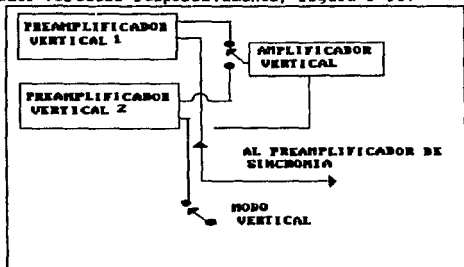 PREAMPLIFICADOR
VERTICAL 1
AMPLIFICADOR
VERTICAL
PREAMPLIFICADOR
VERTICAL 2
AL PREAMPLIFICADOR DE
SINCRONIA
MODO
VERTICAL